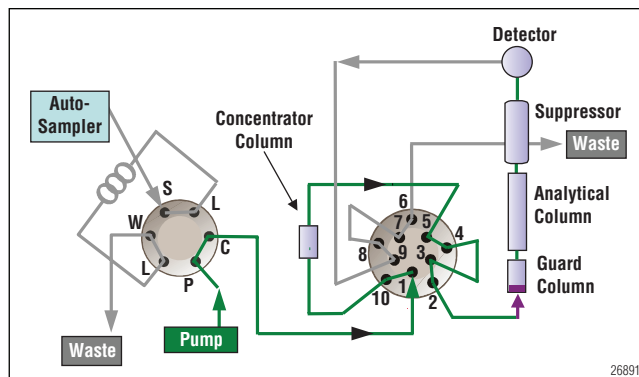 Detector
Auto-
Sampler
Concentrator
Column
Suppressor
Waste
S
L
W
C
L
P
Analytical
Column
6
7
5
4
8
9
3
1
10
2
Guard
Column
Waste
Pump
26891